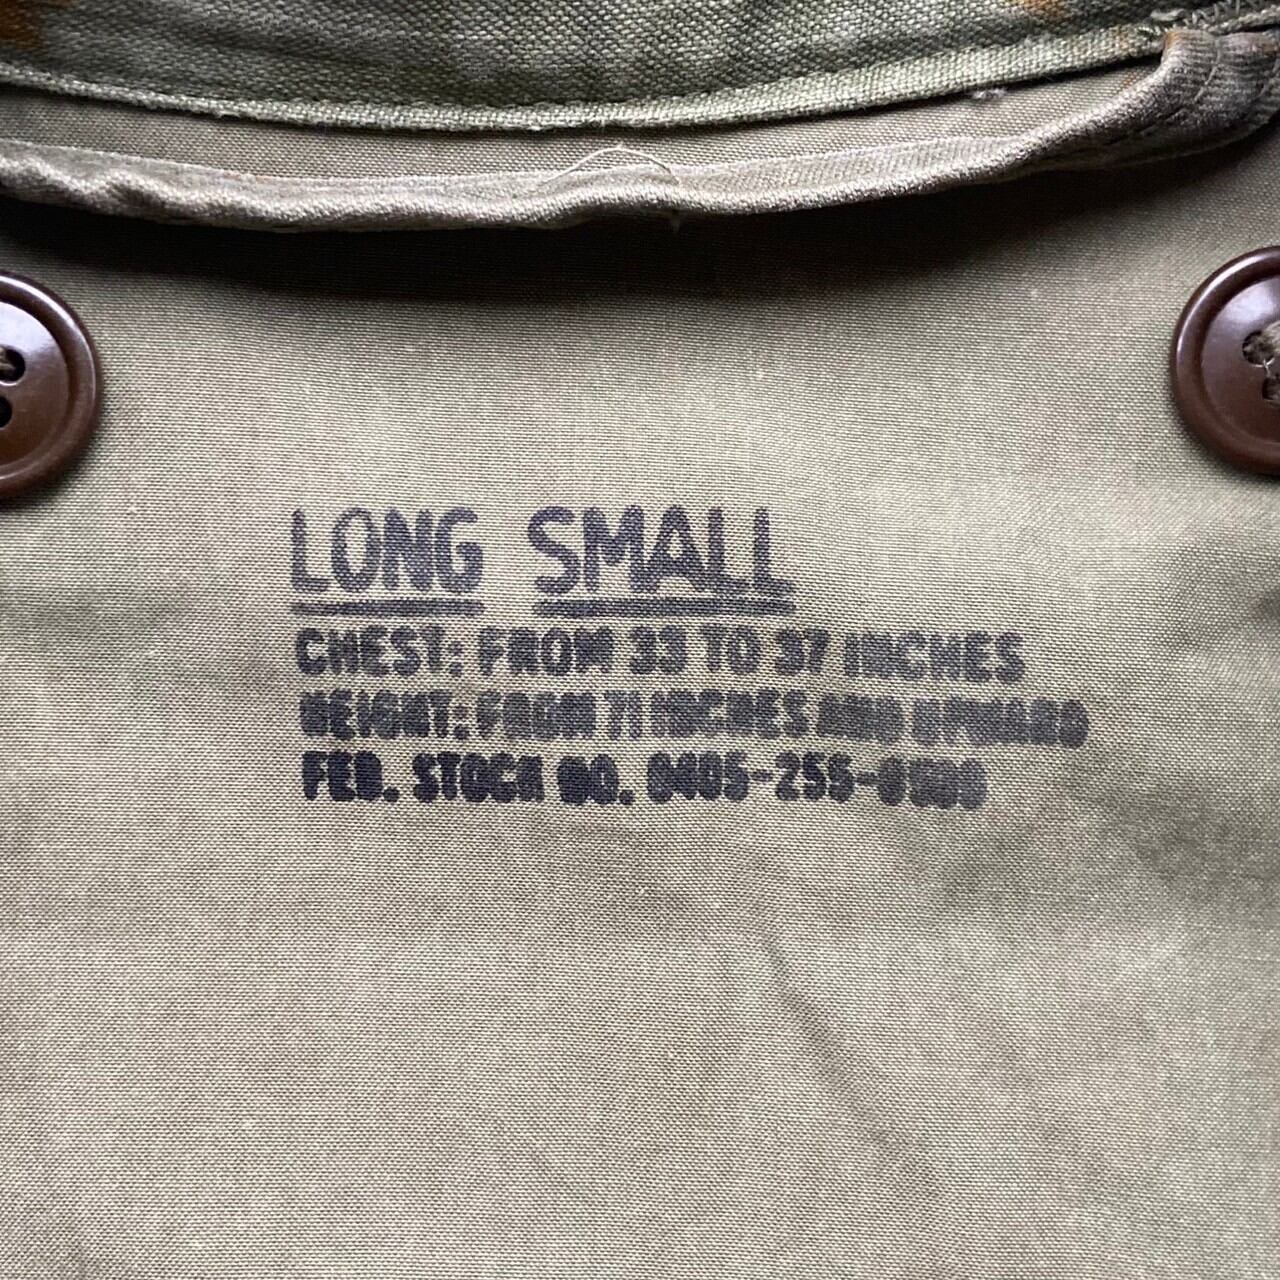 LONG SMALL
CHEST: FROM 33 TO 37 INCHES
HEIGHT: FROM 71 INCHES AND UPWARD
FED. STOCK NO.